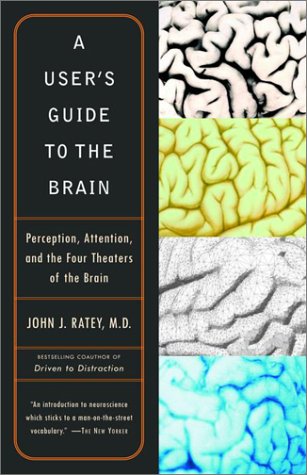 A
USER'S
GUIDE
TO THE
BRAIN
Perception, Attention,
and the Four Theaters
of the Brain
JOHN J. RATEY, M.D.
BESTSELLING COAUTHOR OF
Driven to Distraction
"An introduction to neuroscience
which sticks to a man-on-the-street
vocabulary." —THE NEW YORKER